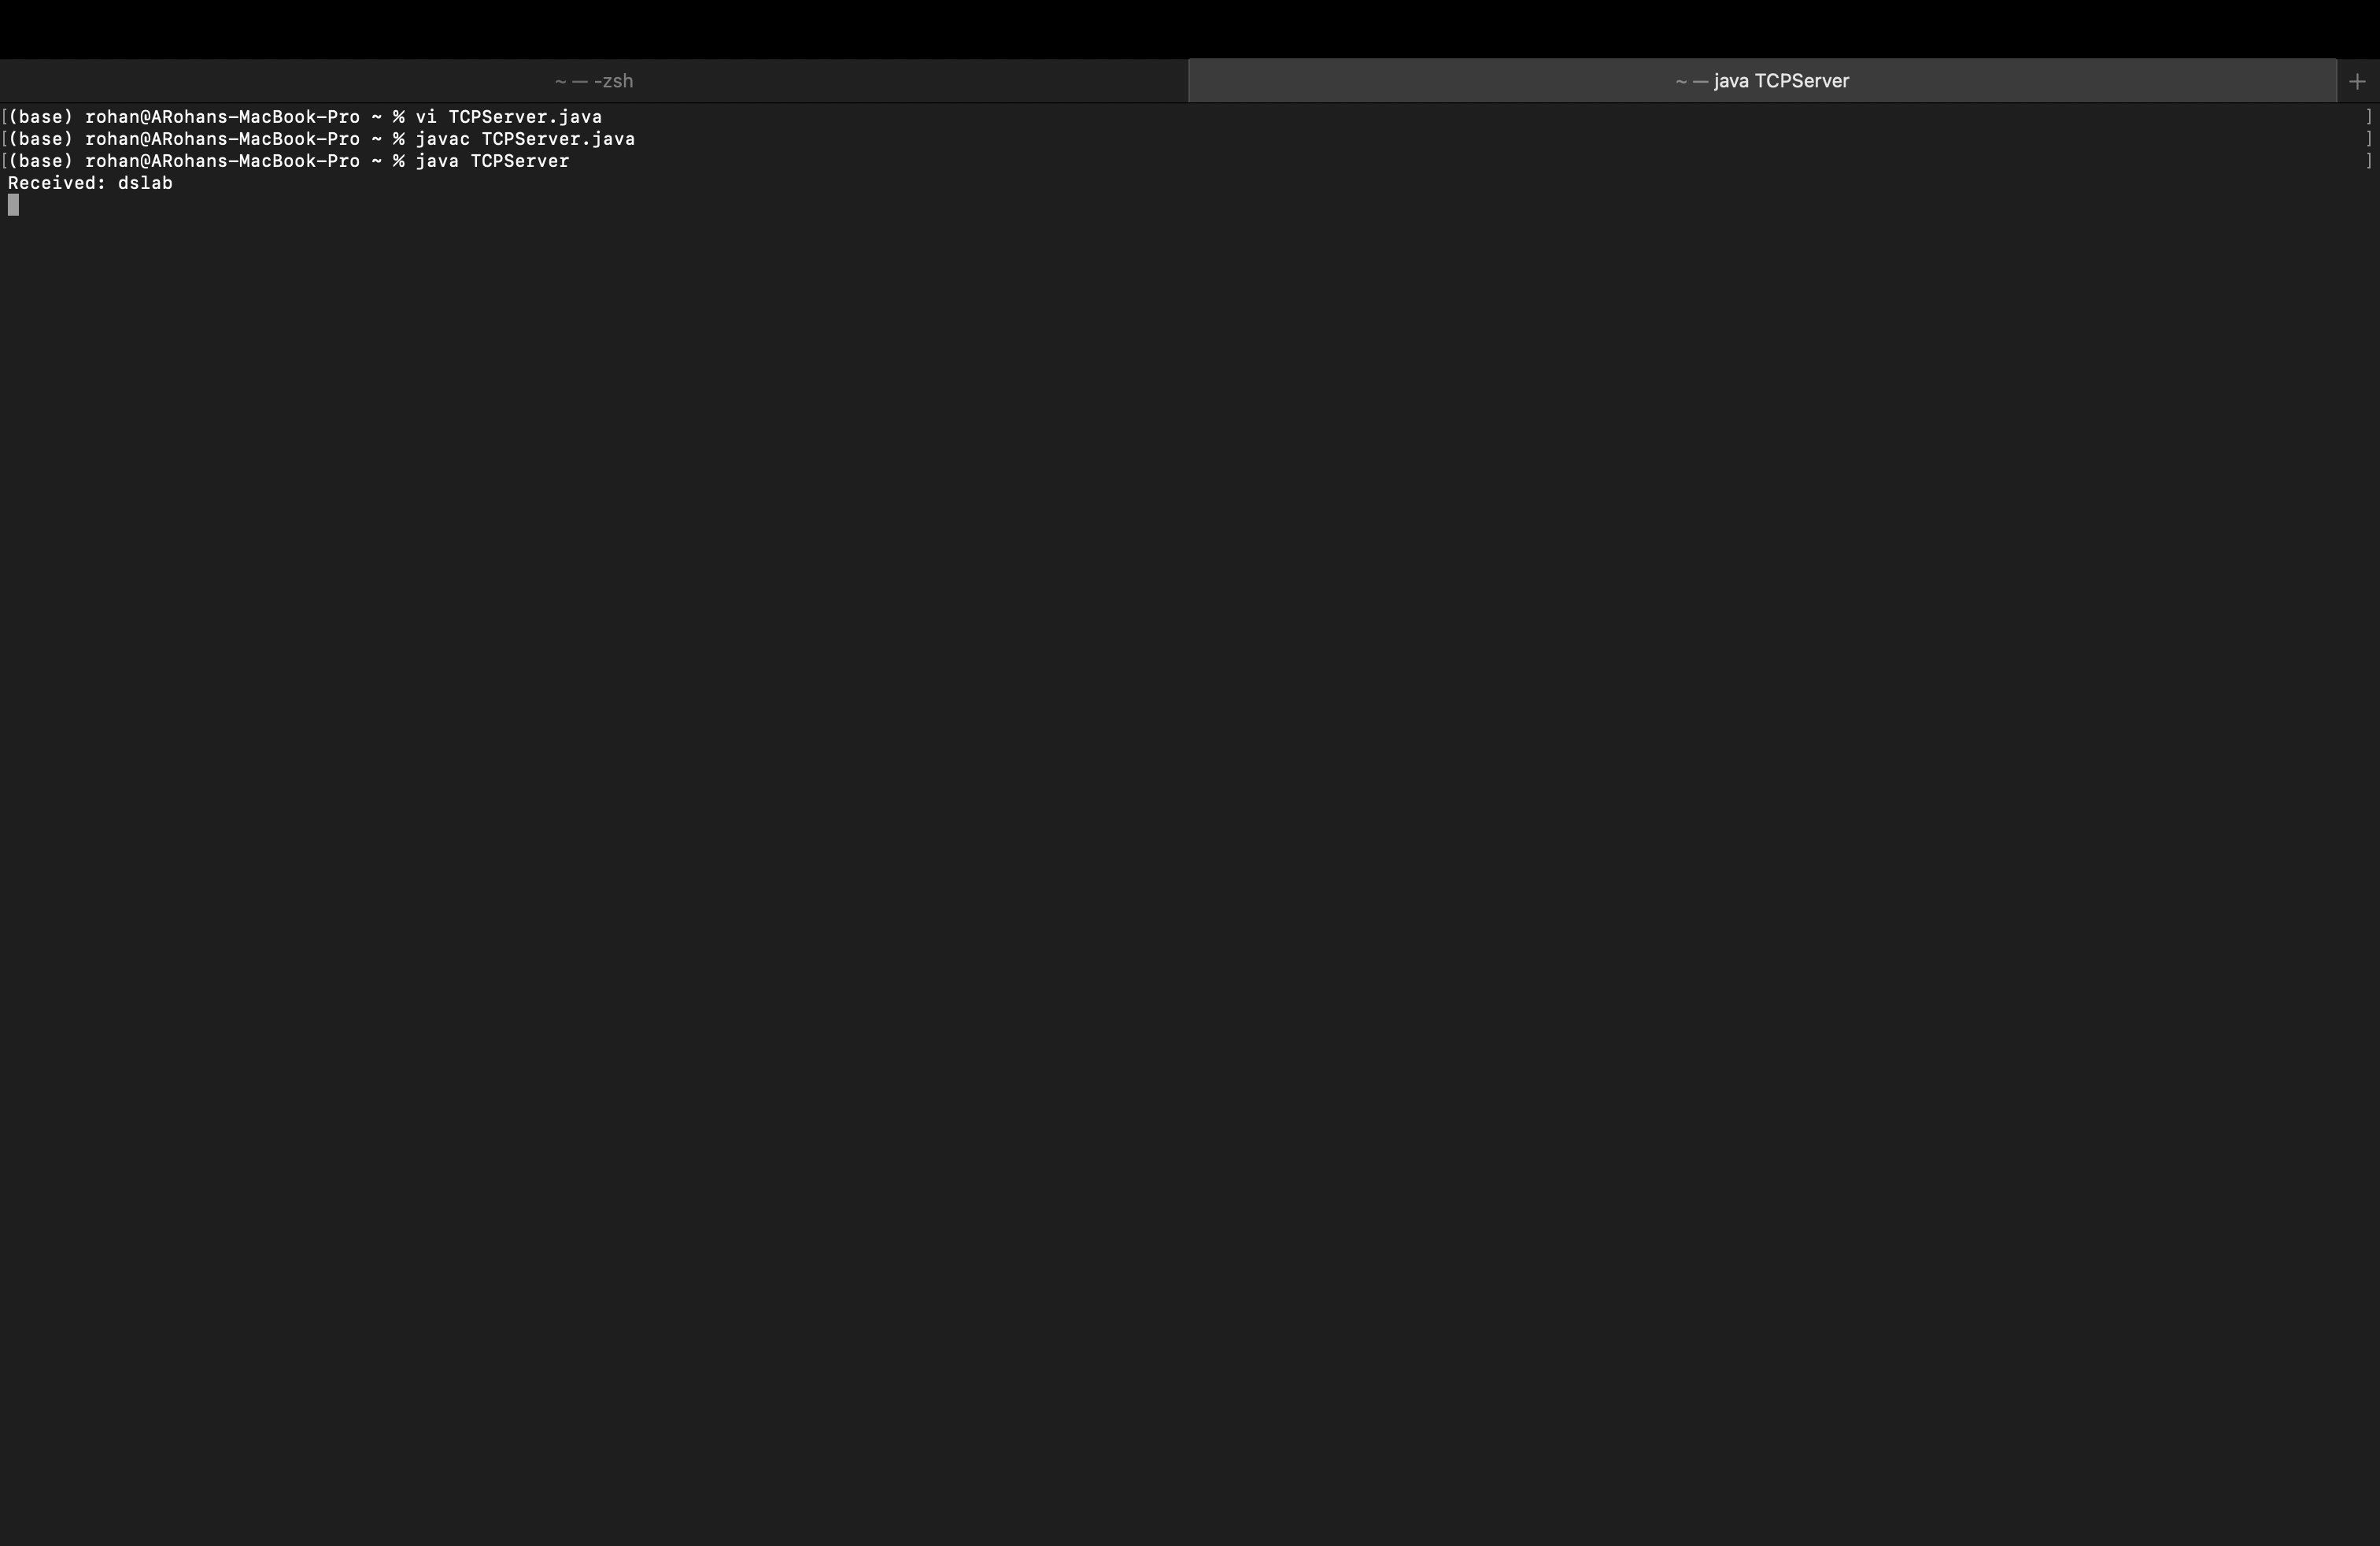 ~ — -zsh
~ — java TCPServer
+
[(base) rohan@ARohans-MacBook-Pro ~ % vi TCPServer.java ]
[(base) rohan@ARohans-MacBook-Pro ~ % javac TCPServer.java ]
[(base) rohan@ARohans-MacBook-Pro ~ % java TCPServer ]
Received: dslab